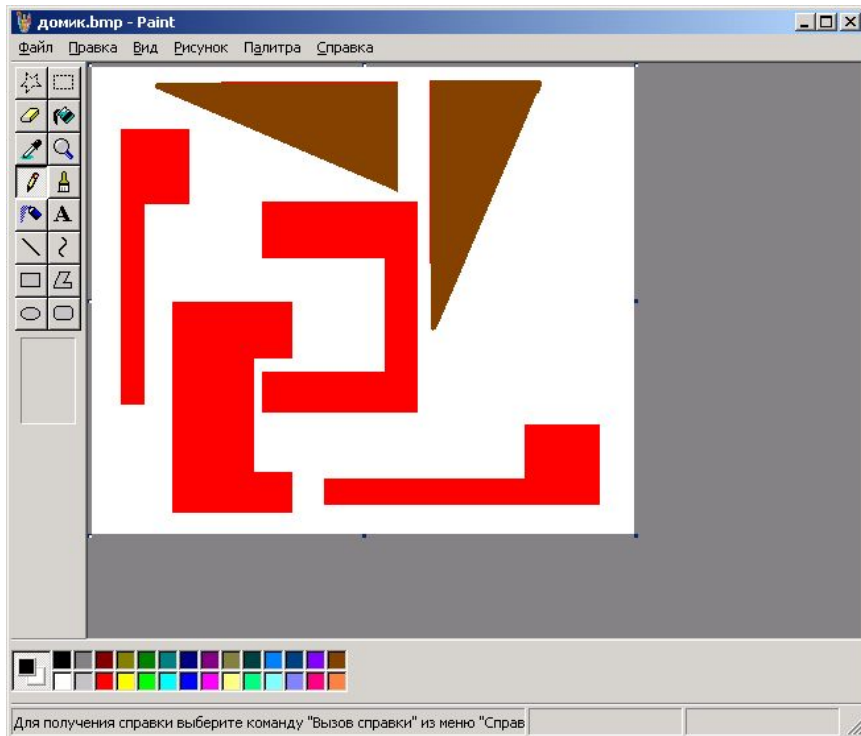 домик.bmp - Paint
Файл Правка Вид Рисунок Палитра Справка
A
Для получения справки выберите команду "Вызов справки" из меню "Справ